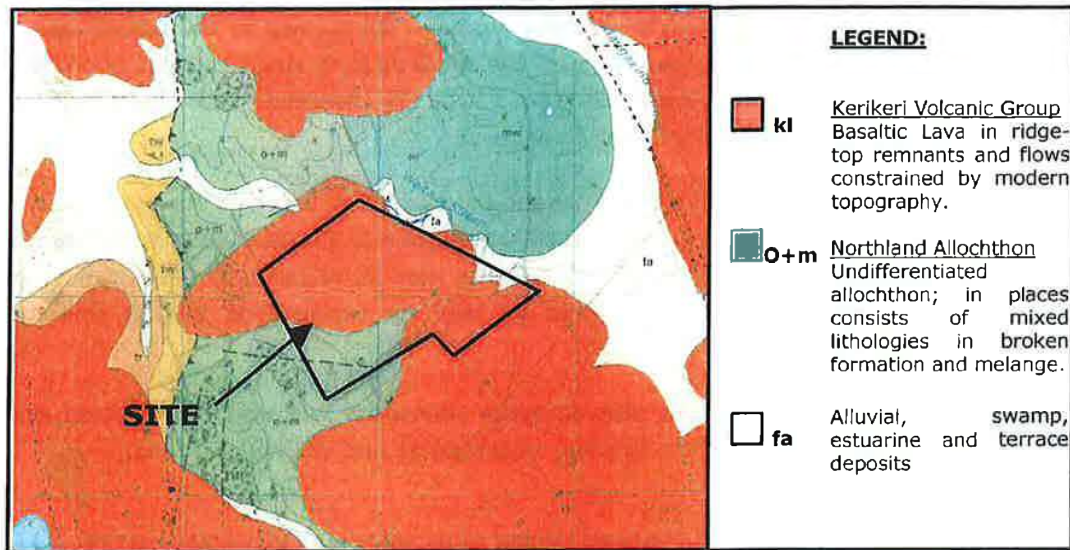 LEGEND:
kl
Kerikeri Volcanic Group
Basaltic Lava in ridge-
top remnants and flows
constrained by modern
topography.
O+m
Northland Allochthon
Undifferentiated
allochthon; in places
consists of mixed
lithologies in broken
formation and melange.
fa
Alluvial, swamp,
estuarine and terrace
deposits
o+m
o+m
fa
fa
SITE
o+m